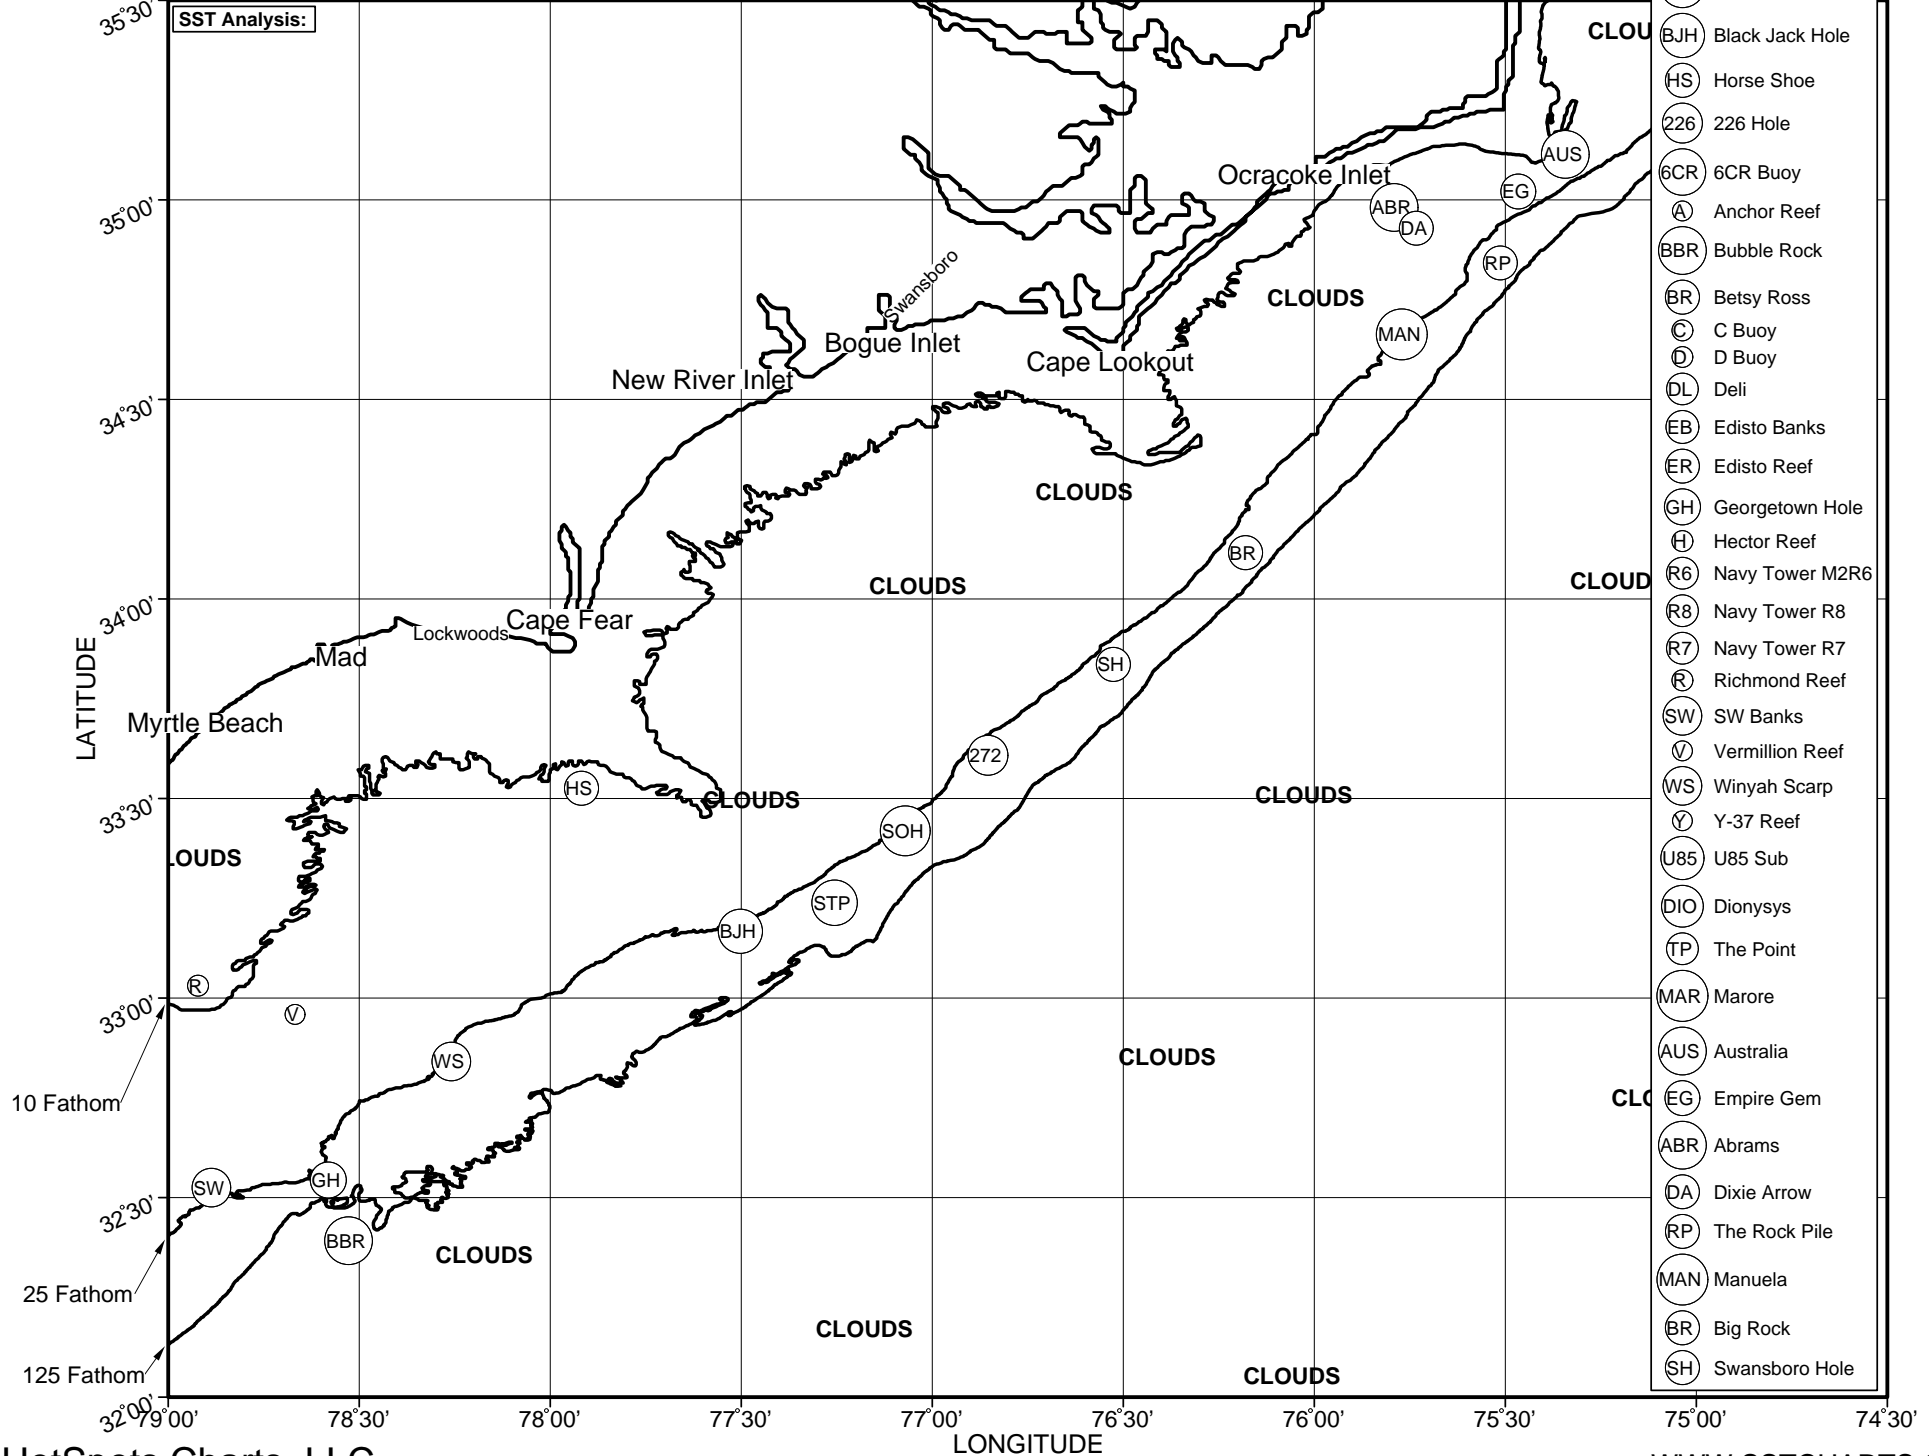 35°30'
SST Analysis:
BJH Black Jack Hole
HS Horse Shoe
226 226 Hole
6CR 6CR Buoy
A Anchor Reef
BBR Bubble Rock
BR Betsy Ross
C C Buoy
D D Buoy
DL Deli
EB Edisto Banks
ER Edisto Reef
GH Georgetown Hole
H Hector Reef
R6 Navy Tower M2R6
R8 Navy Tower R8
R7 Navy Tower R7
R Richmond Reef
SW SW Banks
V Vermillion Reef
WS Winyah Scarp
Y Y-37 Reef
U85 U85 Sub
DIO Dionysys
TP The Point
MAR Marore
AUS Australia
EG Empire Gem
ABR Abrams
DA Dixie Arrow
RP The Rock Pile
MAN Manuela
BR Big Rock
SH Swansboro Hole
CLOU
AUS
Ocracoke Inlet
EG
35°00'
ABR
DA
RP
Swansboro
CLOUDS
MAN
Bogue Inlet
Cape Lookout
New River Inlet
34°30'
CLOUDS
BR
CLOUDS
CLOUD
34°00'
Cape Fear
Lockwoods
Mad
SH
LATITUDE
Myrtle Beach
272
HS
CLOUDS
CLOUDS
33°30'
SOH
LOUDS
STP
BJH
R
33°00'
V
WS
CLOUDS
10 Fathom
CLO
GH
SW
32°30'
BBR
CLOUDS
25 Fathom
CLOUDS
125 Fathom
CLOUDS
32°00'
79°00' 78°30' 78°00' 77°30' 77°00' 76°30' 76°00' 75°30' 75°00' 74°30'
LONGITUDE